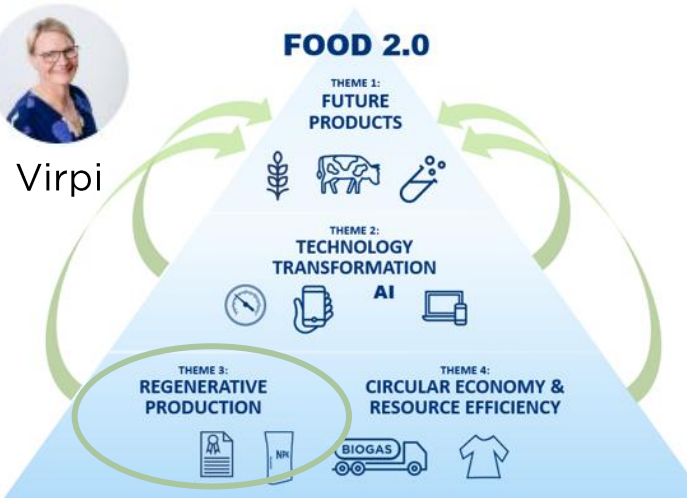 FOOD 2.0
THEME 1:
FUTURE
PRODUCTS
Virpi
THEME 2:
TECHNOLOGY
TRANSFORMATION
AI
THEME 3:
REGENERATIVE
PRODUCTION
THEME 4:
CIRCULAR ECONOMY &
RESOURCE EFFICIENCY
NPK
BIOGAS